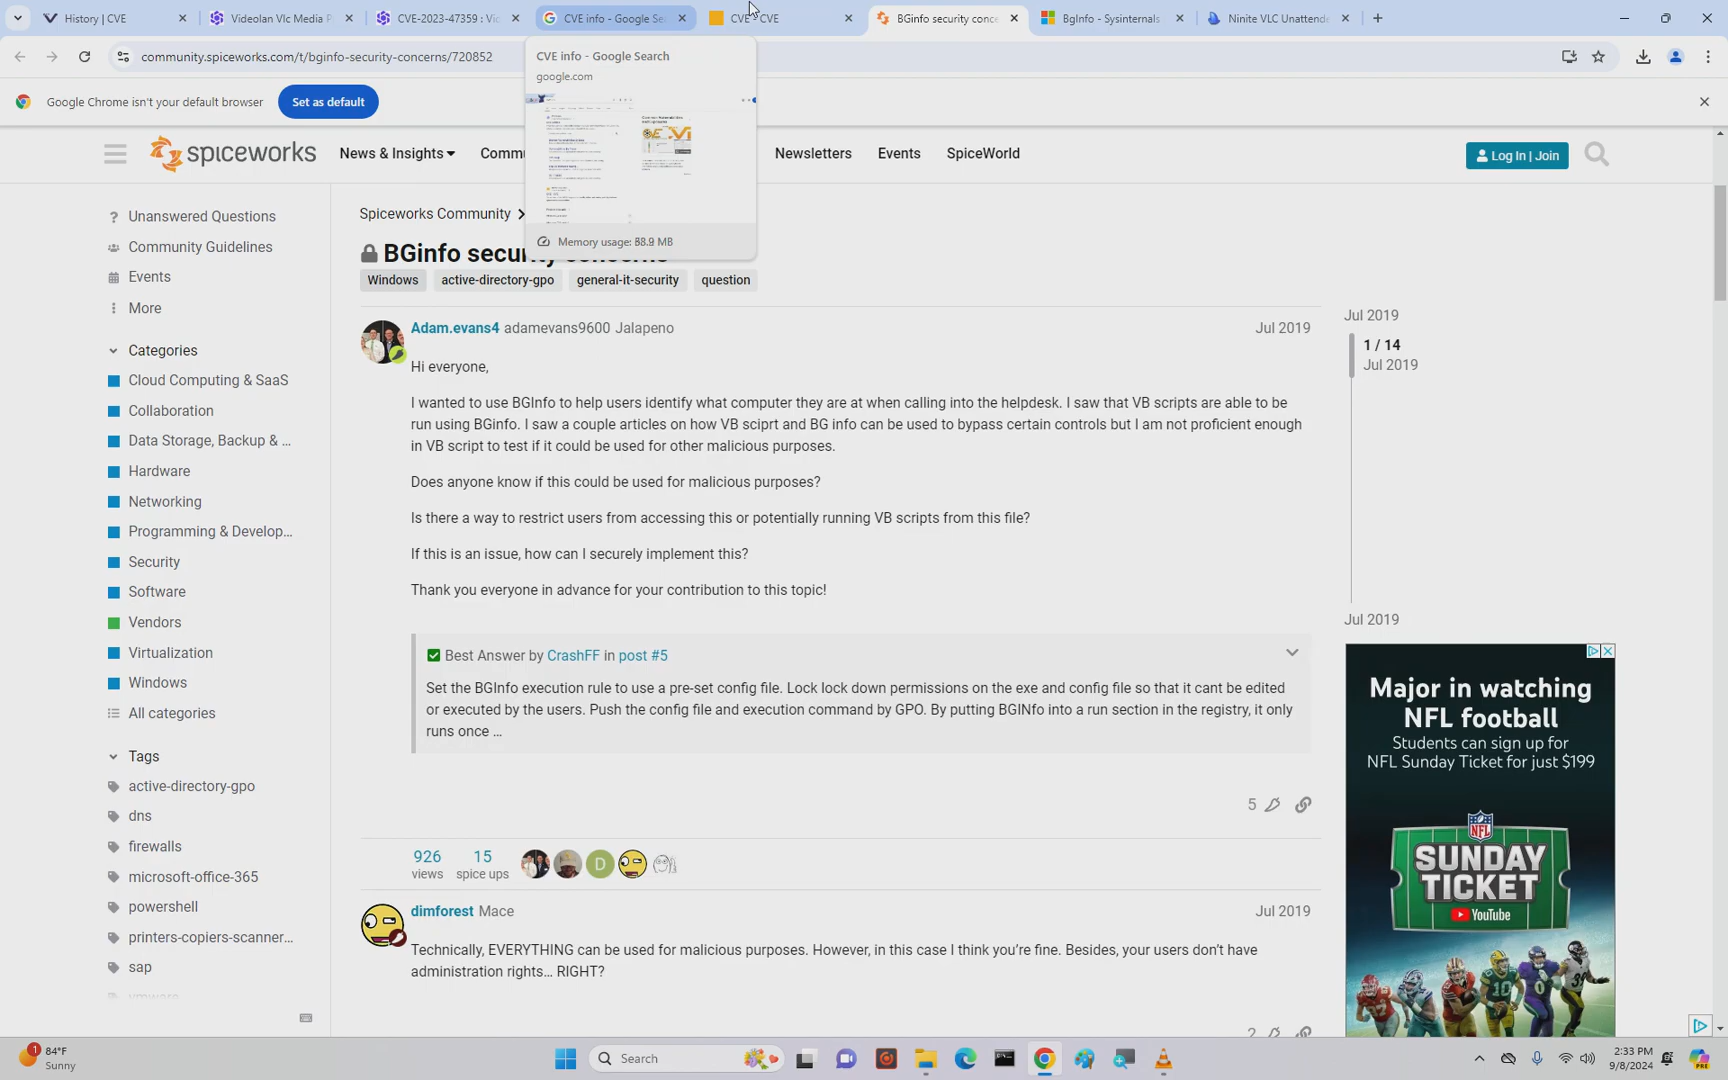 History | CVE
Videolan Vlc Media P
CVE-2023-47359 : Vid
CVE info - Google Sea
CVE - CVE
BGinfo security conce
BgInfo - Sysinternals
Ninite VLC Unattende
community.spiceworks.com/t/bginfo-security-concerns/720852
CVE info - Google Search
google.com
Memory usage: 88.9 MB
Google Chrome isn't your default browser
Set as default
spiceworks
News & Insights
Commu
Newsletters
Events
SpiceWorld
Log In | Join
Unanswered Questions
Community Guidelines
Events
More
Categories
Cloud Computing & SaaS
Collaboration
Data Storage, Backup & ...
Hardware
Networking
Programming & Develop...
Security
Software
Vendors
Virtualization
Windows
All categories
Tags
active-directory-gpo
dns
firewalls
microsoft-office-365
powershell
printers-copiers-scanner...
sap
vmware
Spiceworks Community
BGinfo security concerns
Windows
active-directory-gpo
general-it-security
question
Adam.evans4 adamevans9600 Jalapeno
Jul 2019
Hi everyone,
I wanted to use BGInfo to help users identify what computer they are at when calling into the helpdesk. I saw that VB scripts are able to be
run using BGinfo. I saw a couple articles on how VB sciprt and BG info can be used to bypass certain controls but I am not proficient enough
in VB script to test if it could be used for other malicious purposes.
Does anyone know if this could be used for malicious purposes?
Is there a way to restrict users from accessing this or potentially running VB scripts from this file?
If this is an issue, how can I securely implement this?
Thank you everyone in advance for your contribution to this topic!
Best Answer by CrashFF in post #5
Set the BGInfo execution rule to use a pre-set config file. Lock lock down permissions on the exe and config file so that it cant be edited
or executed by the users. Push the config file and execution command by GPO. By putting BGINfo into a run section in the registry, it only
runs once ...
5
926
views
15
spice ups
D
dimforest Mace
Jul 2019
Technically, EVERYTHING can be used for malicious purposes. However, in this case I think you're fine. Besides, your users don't have
administration rights... RIGHT?
2
Jul 2019
1 / 14
Jul 2019
Jul 2019
Major in watching
NFL football
Students can sign up for
NFL Sunday Ticket for just $199
NFL
SUNDAY
TICKET
YouTube
1
84°F
Sunny
Search
2:33 PM
9/8/2024
PRE